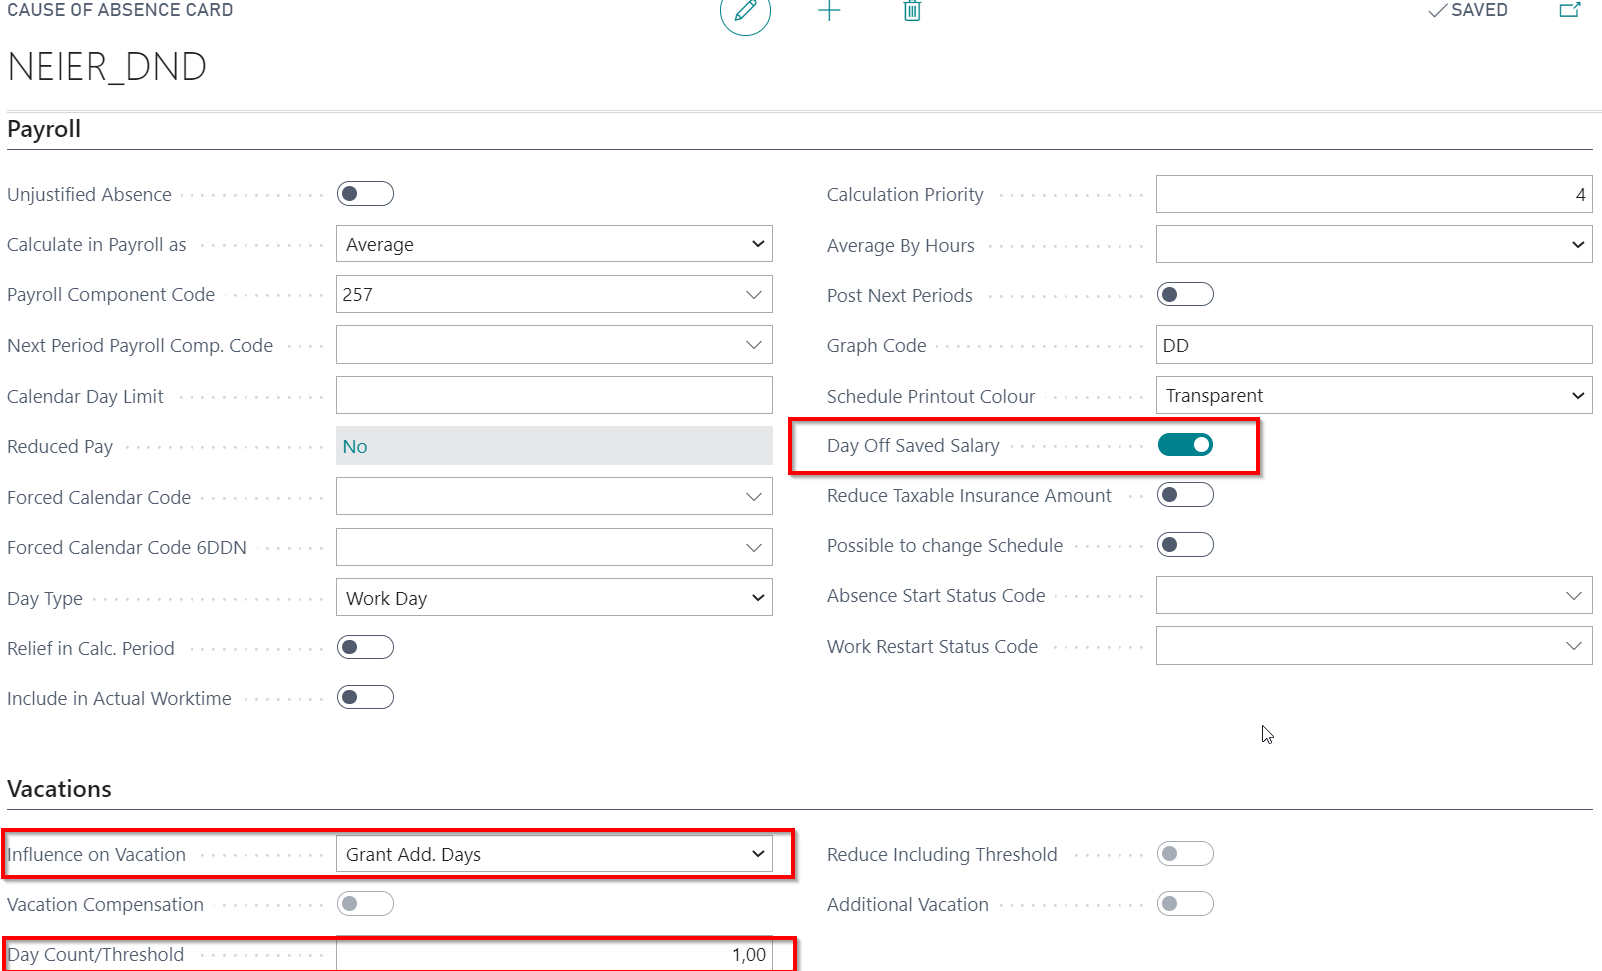 CAUSE OF ABSENCE CARD
SAVED
NEIER_DND
Payroll
Unjustified Absence
Calculate in Payroll as Average
Payroll Component Code 257
Next Period Payroll Comp. Code
Calendar Day Limit
Reduced Pay No
Forced Calendar Code
Forced Calendar Code 6DDN
Day Type Work Day
Relief in Calc. Period
Include in Actual Worktime
Calculation Priority 4
Average By Hours
Post Next Periods
Graph Code DD
Schedule Printout Colour Transparent
Day Off Saved Salary
Reduce Taxable Insurance Amount
Possible to change Schedule
Absence Start Status Code
Work Restart Status Code
Vacations
Influence on Vacation Grant Add. Days
Vacation Compensation
Day Count/Threshold 1,00
Reduce Including Threshold
Additional Vacation